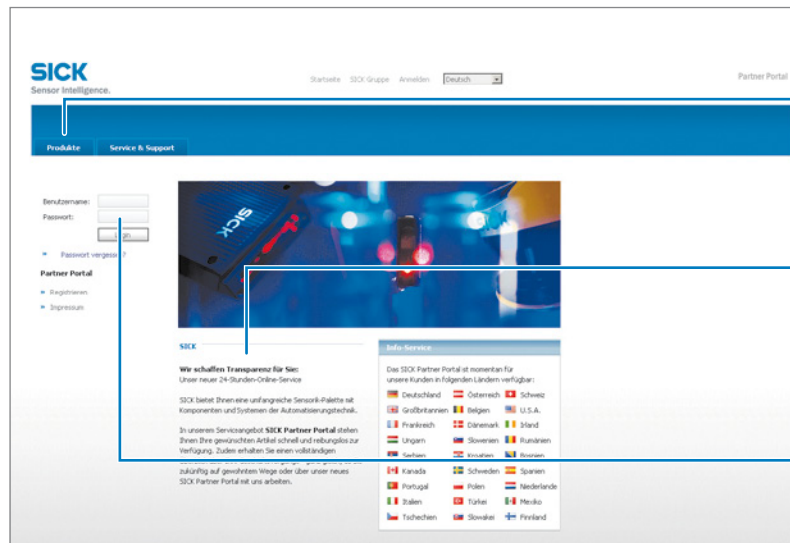 SICK
Sensor Intelligence.
Startseite SICK Gruppe Anmelden Deutsch
Partner Portal
Produkte Service & Support
Benutzername:
Passwort:
Login
» Passwort vergessen?
Partner Portal
» Registrieren
» Impressum
SICK
SICK
SICK
Wir schaffen Transparenz für Sie:
Unser neuer 24-Stunden-Online-Service
SICK bietet Ihnen eine umfangreiche Sensorik-Palette mit
Komponenten und Systemen der Automatisierungstechnik.
In unserem Serviceangebot SICK Partner Portal stehen
Ihnen Ihre gewünschten Artikel schnell und reibungslos zur
Verfügung. Zudem erhalten Sie einen vollständigen
zukünftig auf gewohntem Wege oder über unser neues
SICK Partner Portal mit uns arbeiten.
Info-Service
Das SICK Partner Portal ist momentan für
unsere Kunden in folgenden Ländern verfügbar:
Deutschland Österreich Schweiz
Großbritannien Belgien U.S.A.
Frankreich Dänemark Irland
Ungarn Slowenien Rumänien
Serbien Kroatien Bosnien
Kanada Schweden Spanien
Portugal Polen Niederlande
Italien Türkei Mexiko
Tschechien Slowakei Finnland